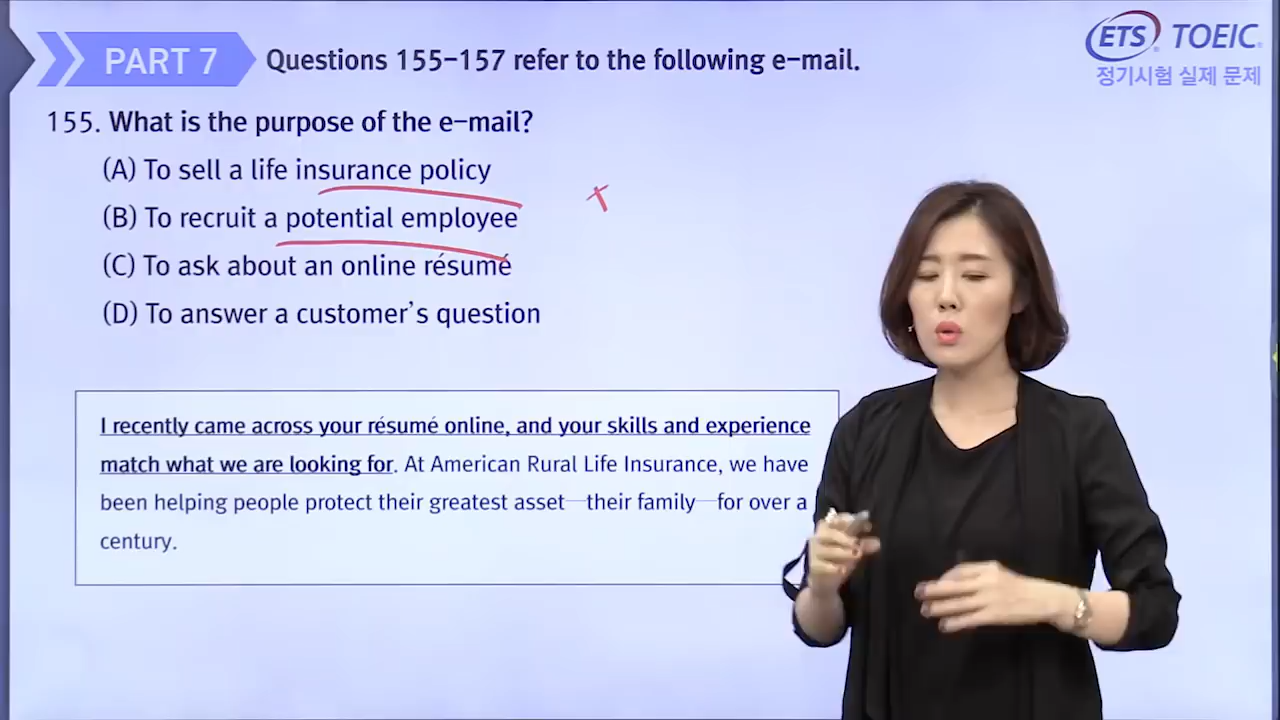 PART 7
Questions 155–157 refer to the following e–mail.
ETS TOEIC
정기시험 실제 문제
155. What is the purpose of the e–mail?
(A) To sell a life insurance policy
(B) To recruit a potential employee
(C) To ask about an online résumé
(D) To answer a customer's question
I recently came across your résumé online, and your skills and experience
match what we are looking for. At American Rural Life Insurance, we have
been helping people protect their greatest asset—their family—for over a
century.